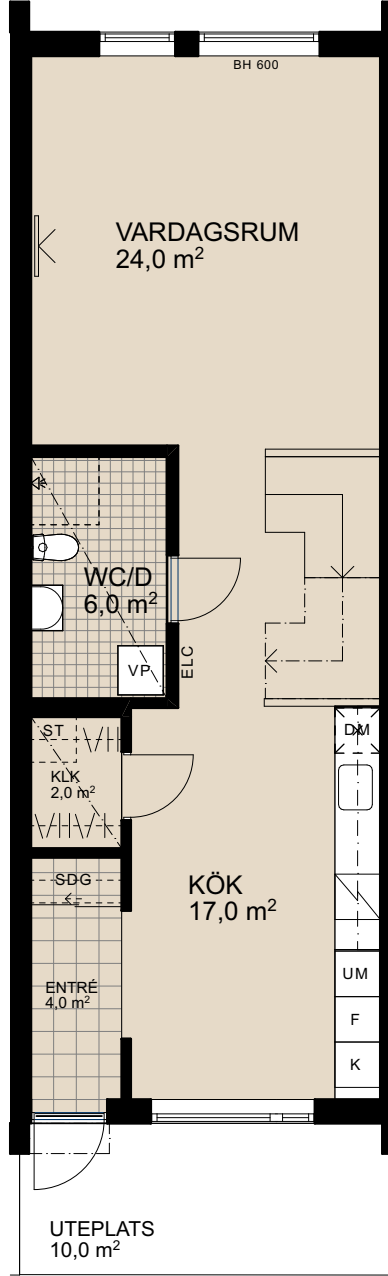 BH 600
VARDAGSRUM
24,0 m²
WC/D
6,0 m²
VP
ELC
ST
DM
KLK
2,0 m²
SDG
KÖK
17,0 m²
UM
ENTRÉ
4,0 m²
F
K
UTEPLATS
10,0 m²